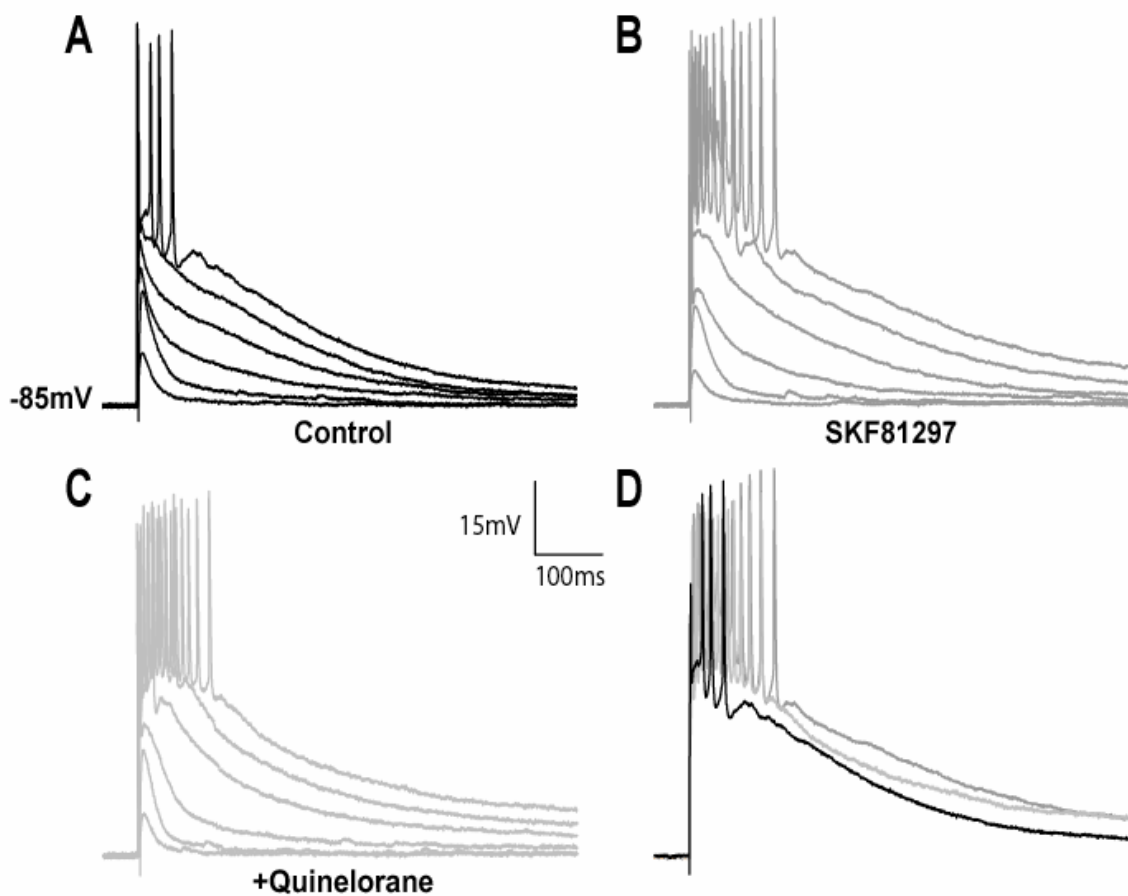 A
B
-85mV
Control
SKF81297
C
D
15mV
100ms
+Quinelorane